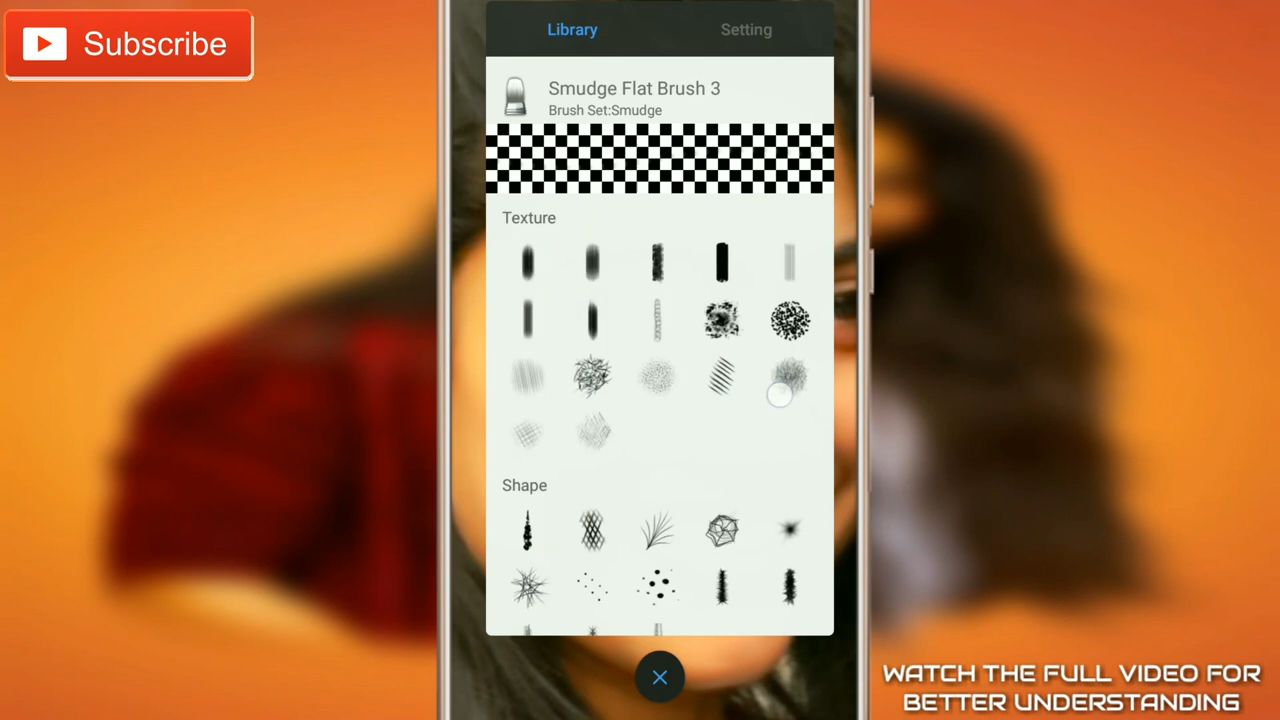 Subscribe
Library
Setting
Smudge Flat Brush 3
Brush Set:Smudge
Texture
Shape
WATCH THE FULL VIDEO FOR
BETTER UNDERSTANDING